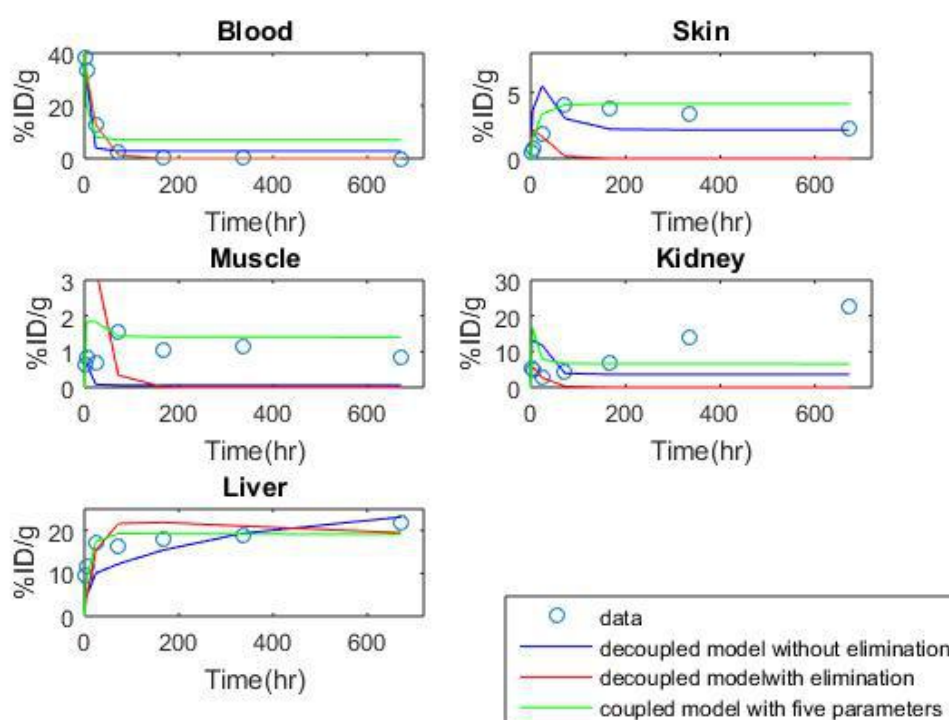 Blood
40
20
0
%ID/g
0 200 400 600
Time(hr)
Skin
5
0
%ID/g
0 200 400 600
Time(hr)
Muscle
3
2
1
0
%ID/g
0 200 400 600
Time(hr)
Kidney
30
20
10
0
%ID/g
0 200 400 600
Time(hr)
Liver
20
10
0
%ID/g
0 200 400 600
Time(hr)
data
decoupled model without elimination
decoupled modelwith elimination
coupled model with five parameters